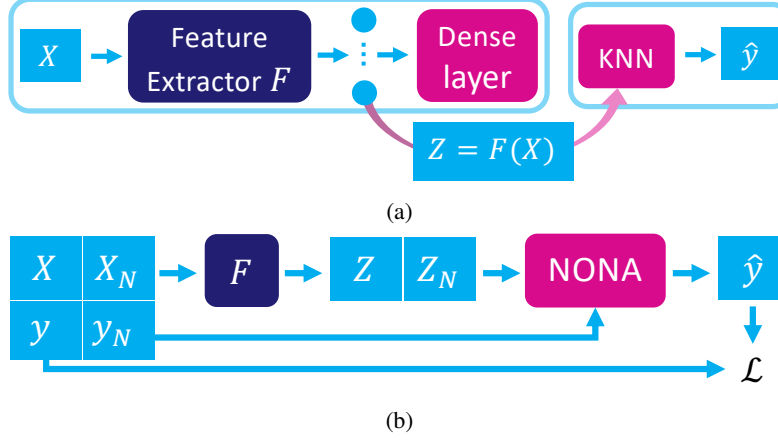 X
Feature
Extractor F
Dense
layer
KNN
ŷ
Z = F(X)
(a)
X X_N
F
Z Z_N
NONA
ŷ
y y_N
ℒ
(b)